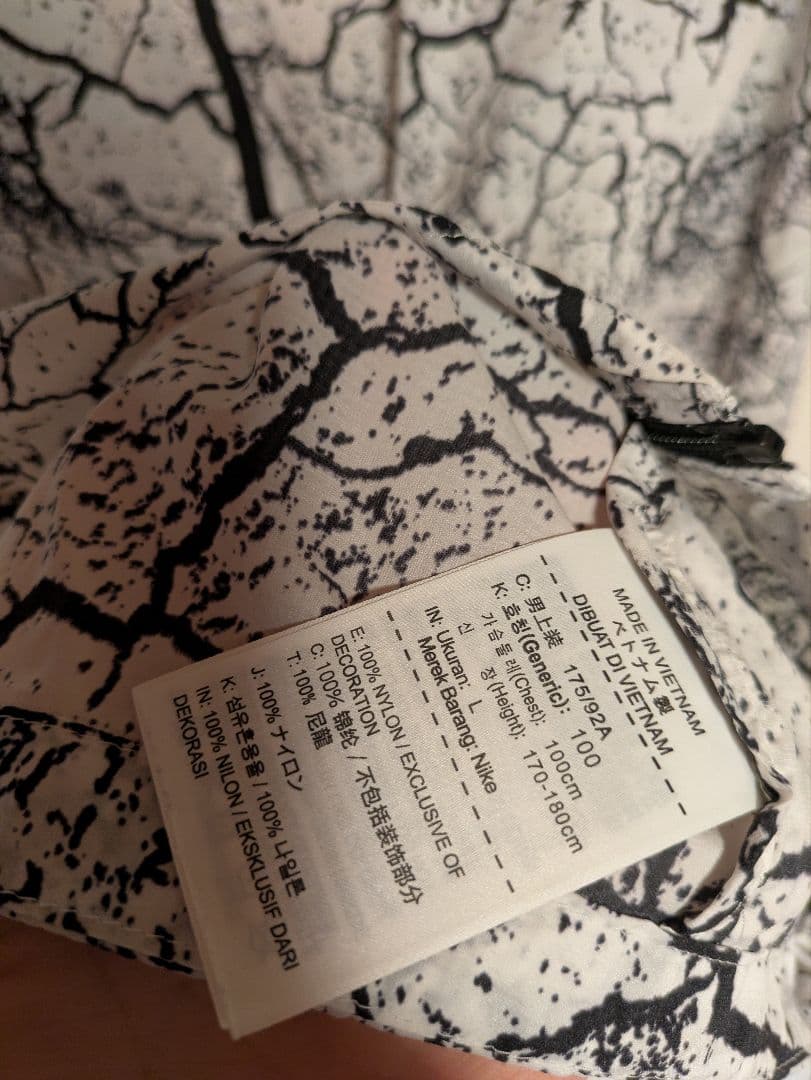 MADE IN VIETNAM
ベトナム製
DIBUAT DI VIETNAM
C: 男上装 175/92A
K: 호칭(Generic): 100
가슴둘레(Chest): 100cm
신 장(Height): 170-180cm
IN: Ukuran: L
Merek Barang: Nike
E: 100% NYLON / EXCLUSIVE OF
DECORATION
C: 100% 锦纶 / 不包括装饰部分
T: 100% 尼龍
J: 100% ナイロン
K: 섬유혼용율 / 100% 나일론
IN: 100% NILON / EKSKLUSIF DARI
DEKORASI